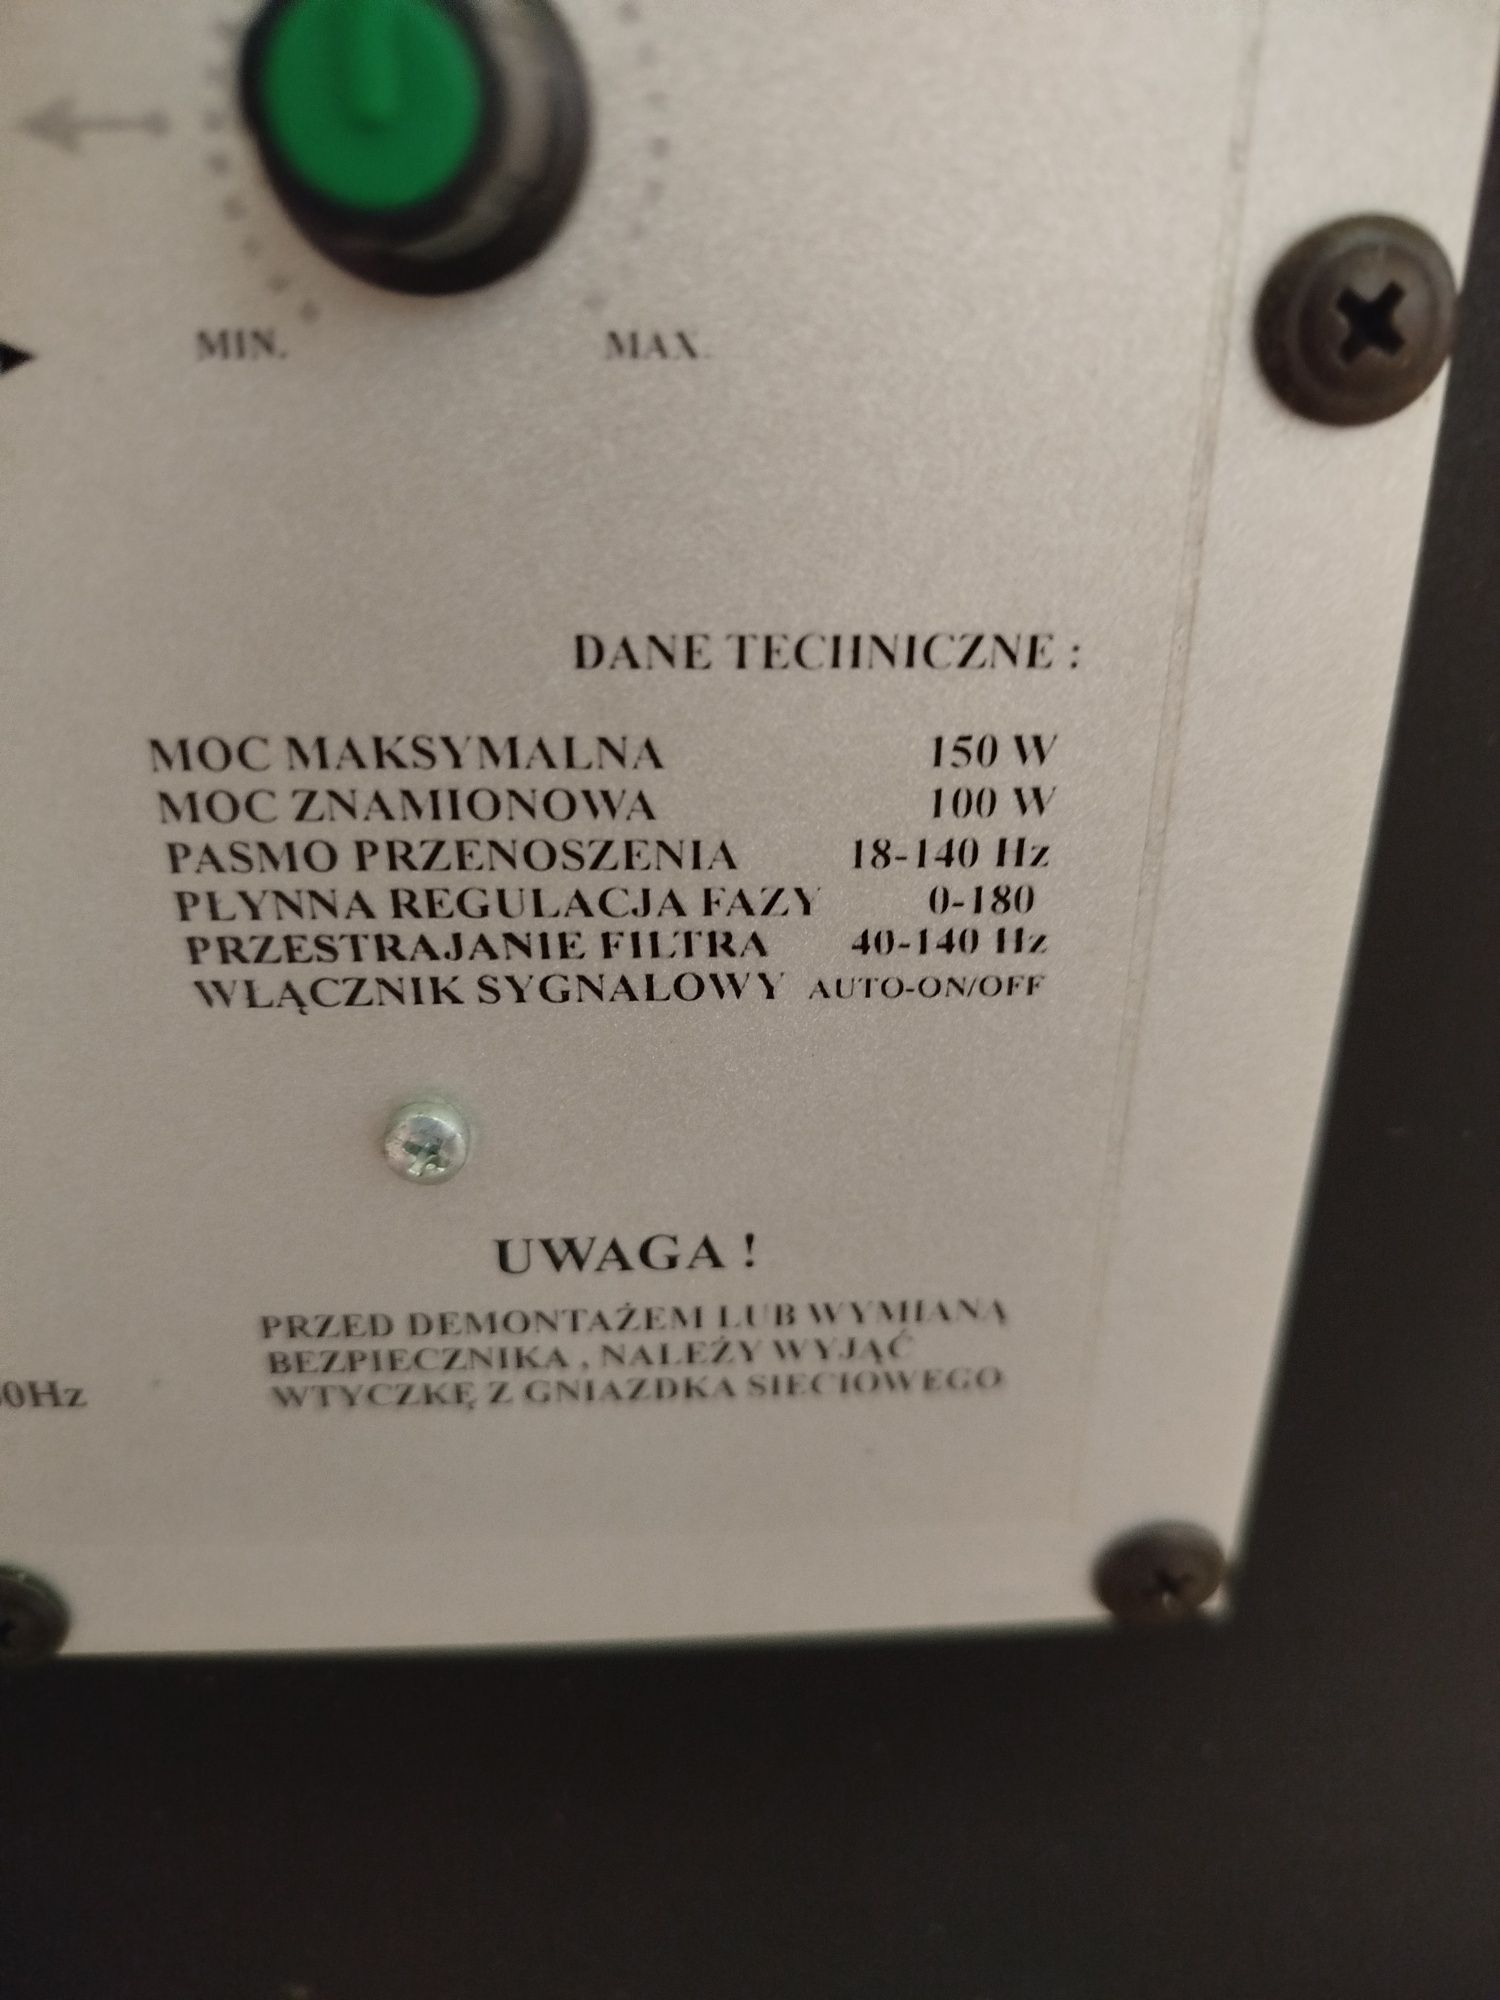 MIN. MAX.
DANE TECHNICZNE :
MOC MAKSYMALNA 150 W
MOC ZNAMIONOWA 100 W
PASMO PRZENOSZENIA 18-140 Hz
PŁYNNA REGULACJA FAZY 0-180
PRZESTRAJANIE FILTRA 40-140 Hz
WŁĄCZNIK SYGNALOWY AUTO-ON/OFF
UWAGA !
PRZED DEMONTAŻEM LUB WYMIANĄ
BEZPIECZNIKA , NALEŻY WYJĄĆ
WTYCZKĘ Z GNIAZDKA SIECIOWEGO
0Hz